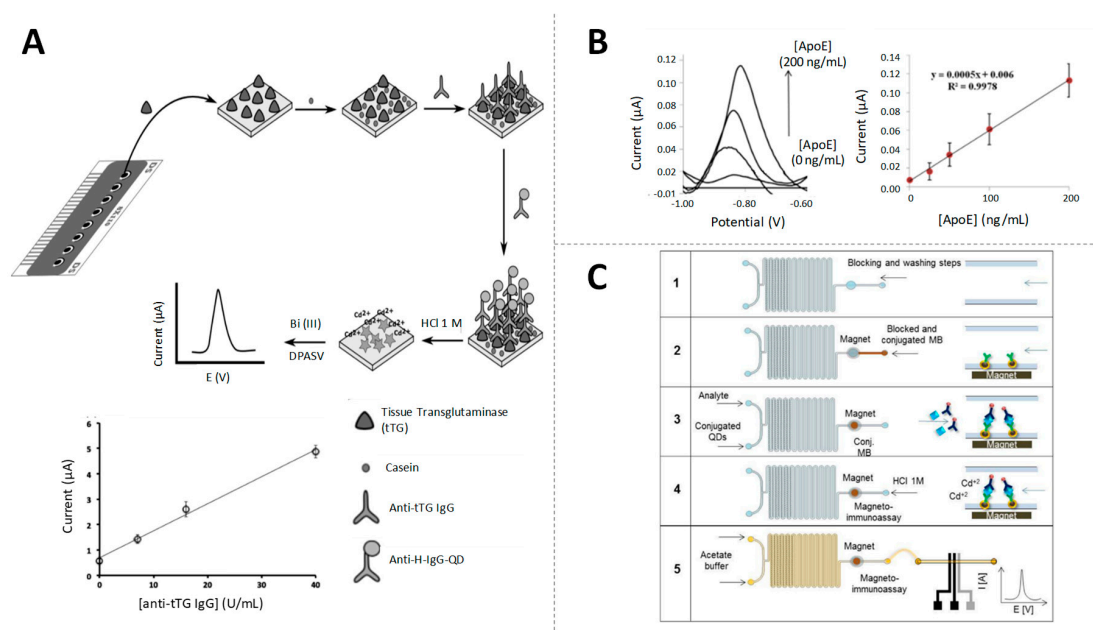 A
HCl 1 M
Bi (III)
DPASV
Cd2+
Cd2+
Cd2+
Cd2+
Cd2+
Current (µA)
E (V)
6
5
4
3
2
1
0
0
10
20
30
40
Current (µA)
[anti-tTG IgG] (U/mL)
Tissue Transglutaminase
(tTG)
Casein
Anti-tTG IgG
Anti-H-IgG-QD
B
[ApoE]
(200 ng/mL)
[ApoE]
(0 ng/mL)
0.12
0.10
0.08
0.06
0.04
0.02
-0.01
-1.00
-0.80
-0.60
Current (µA)
Potential (V)
0.14
0.12
0.10
0.08
0.06
0.04
0.02
0.00
0
100
200
y = 0.0005x + 0.006
R² = 0.9978
Current (µA)
[ApoE] (ng/mL)
C
1
Blocking and washing steps
2
Magnet
Blocked and
conjugated MB
Magnet
3
Analyte
Conjugated
QDs
Magnet
Conj.
MB
Magnet
4
Magnet
HCl 1M
Magneto-
immunoassay
Cd+2
Cd+2
Magnet
5
Acetate
buffer
Magnet
Magneto-
immunoassay
I [A]
E [V]